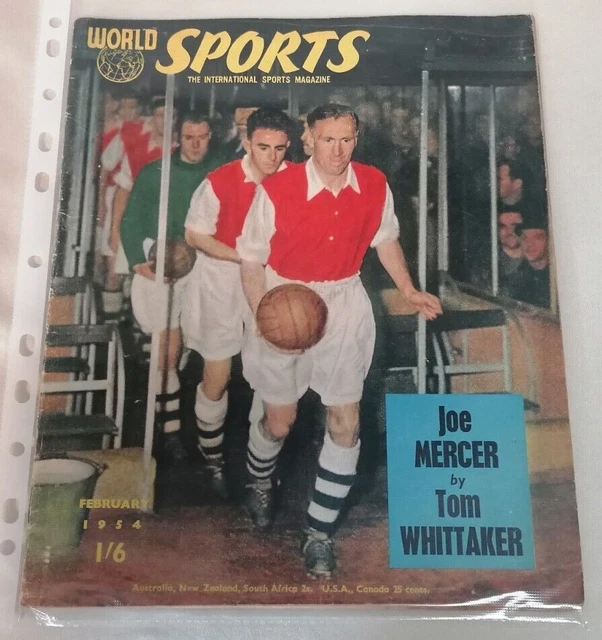 WORLD SPORTS
THE INTERNATIONAL SPORTS MAGAZINE
Joe
MERCER
by
Tom
WHITTAKER
FEBRUARY
1954
1/6
Australia, New Zealand, South Africa 2s. U.S.A., Canada 25 cents.